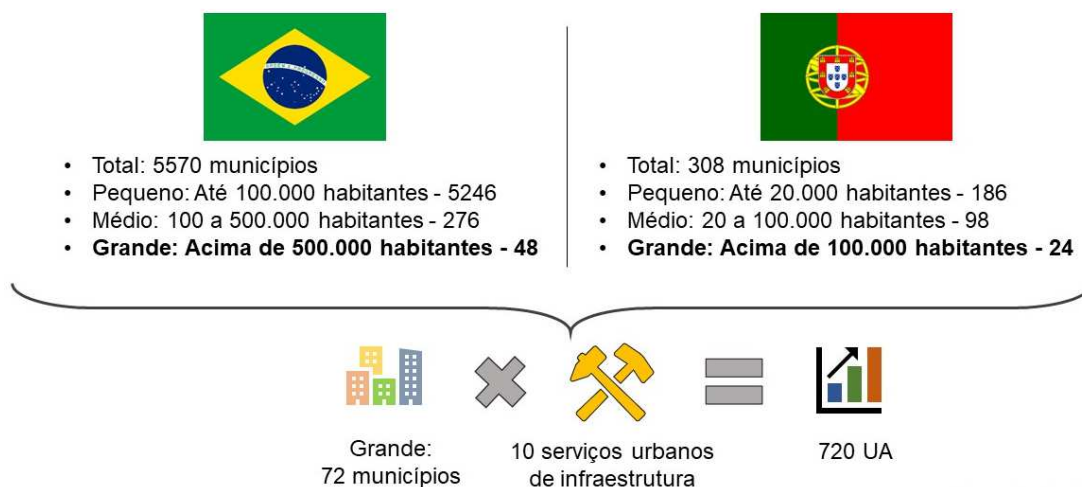 • Total: 5570 municípios
• Pequeno: Até 100.000 habitantes - 5246
• Médio: 100 a 500.000 habitantes - 276
• Grande: Acima de 500.000 habitantes - 48
• Total: 308 municípios
• Pequeno: Até 20.000 habitantes - 186
• Médio: 20 a 100.000 habitantes - 98
• Grande: Acima de 100.000 habitantes - 24
Grande:
72 municípios
10 serviços urbanos
de infraestrutura
720 UA